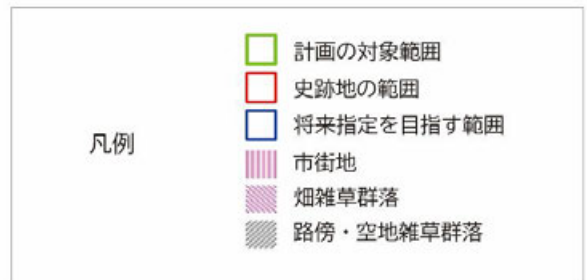 凡例
計画の対象範囲
史跡地の範囲
将来指定を目指す範囲
市街地
畑雑草群落
路傍・空地雑草群落